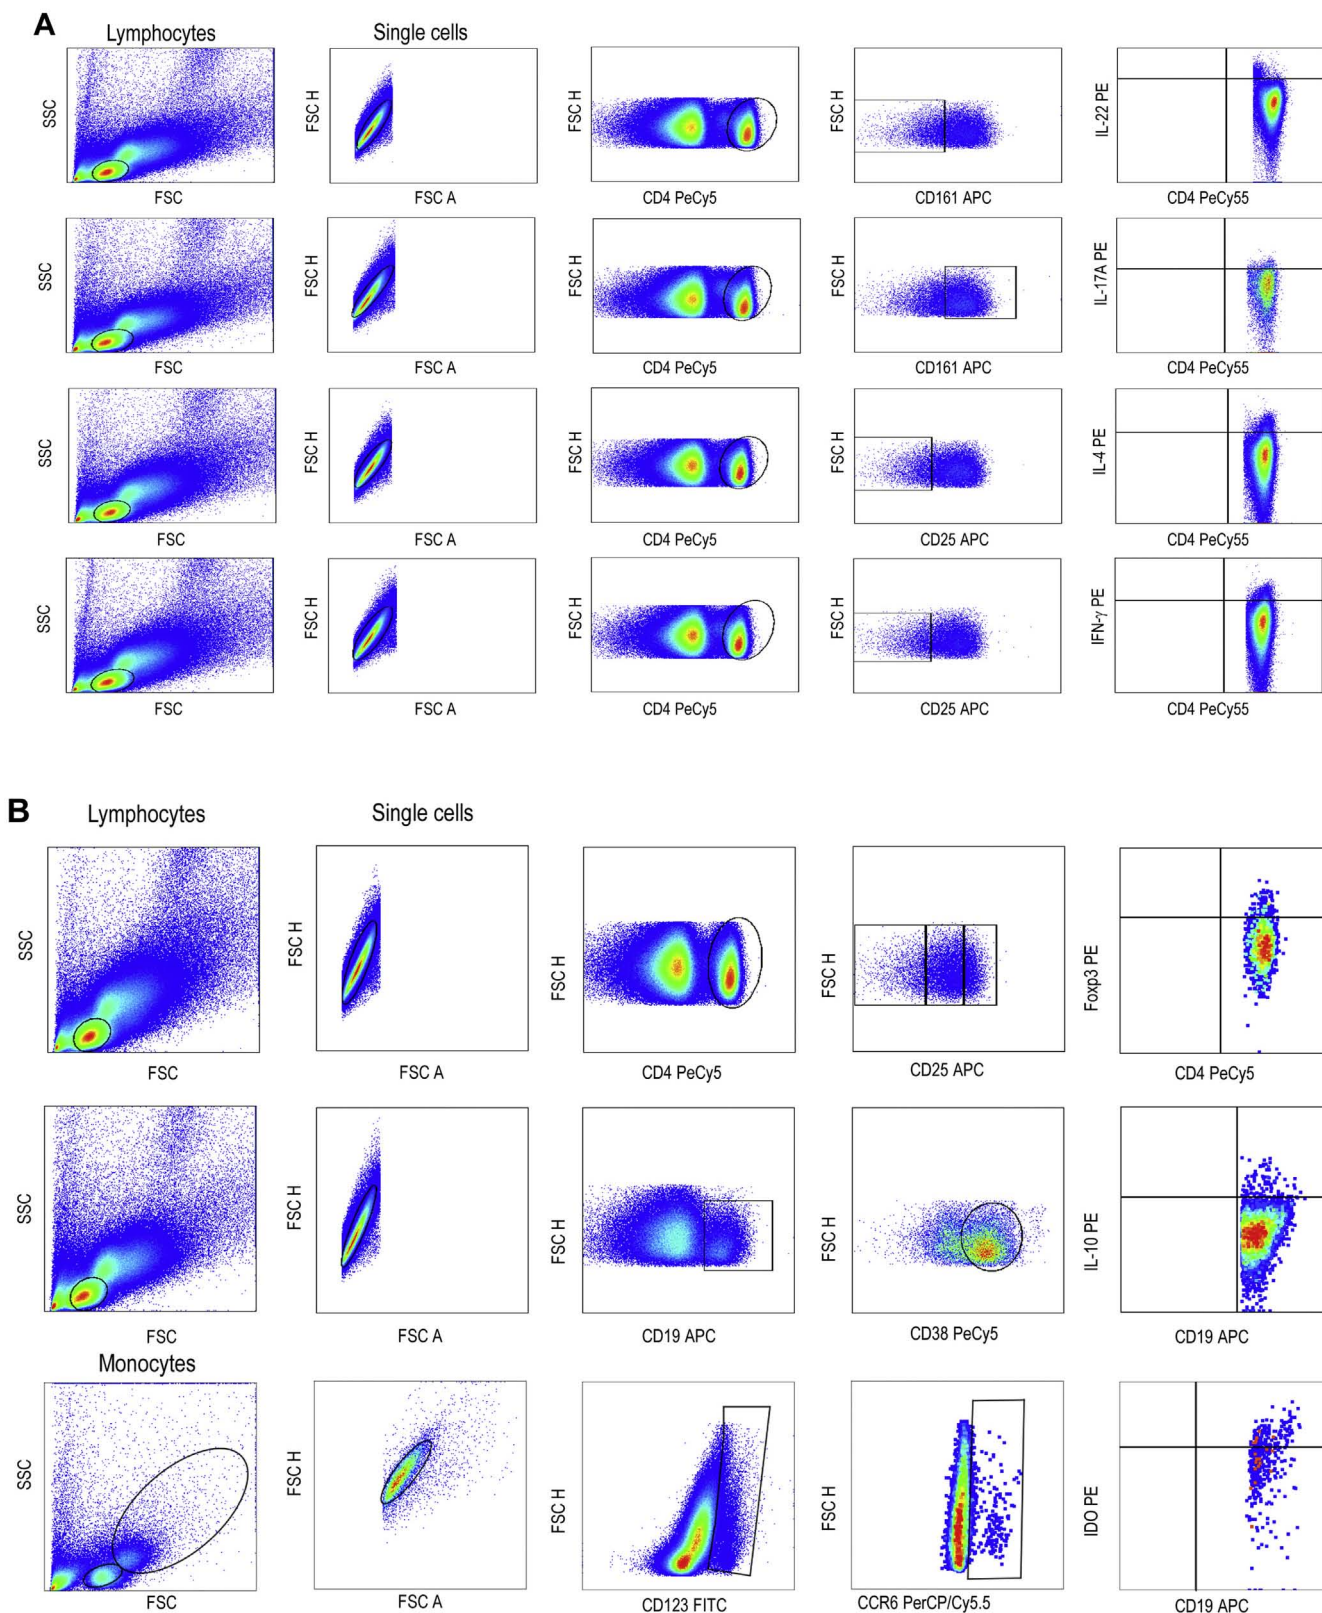 A
Lymphocytes
Single cells
SSC
FSC H
FSC H
FSC H
IL-22 PE
FSC
FSC A
CD4 PeCy5
CD161 APC
CD4 PeCy55
SSC
FSC H
FSC H
FSC H
IL-17A PE
FSC
FSC A
CD4 PeCy5
CD161 APC
CD4 PeCy55
SSC
FSC H
FSC H
FSC H
IL-4 PE
FSC
FSC A
CD4 PeCy5
CD25 APC
CD4 PeCy55
SSC
FSC H
FSC H
FSC H
IFN-γ PE
FSC
FSC A
CD4 PeCy5
CD25 APC
CD4 PeCy55
B
Lymphocytes
Single cells
SSC
FSC H
FSC H
FSC H
Foxp3 PE
FSC
FSC A
CD4 PeCy5
CD25 APC
CD4 PeCy5
SSC
FSC H
FSC H
FSC H
IL-10 PE
FSC
FSC A
CD19 APC
CD38 PeCy5
CD19 APC
Monocytes
SSC
FSC H
FSC H
FSC H
IDO PE
FSC
FSC A
CD123 FITC
CCR6 PerCP/Cy5.5
CD19 APC